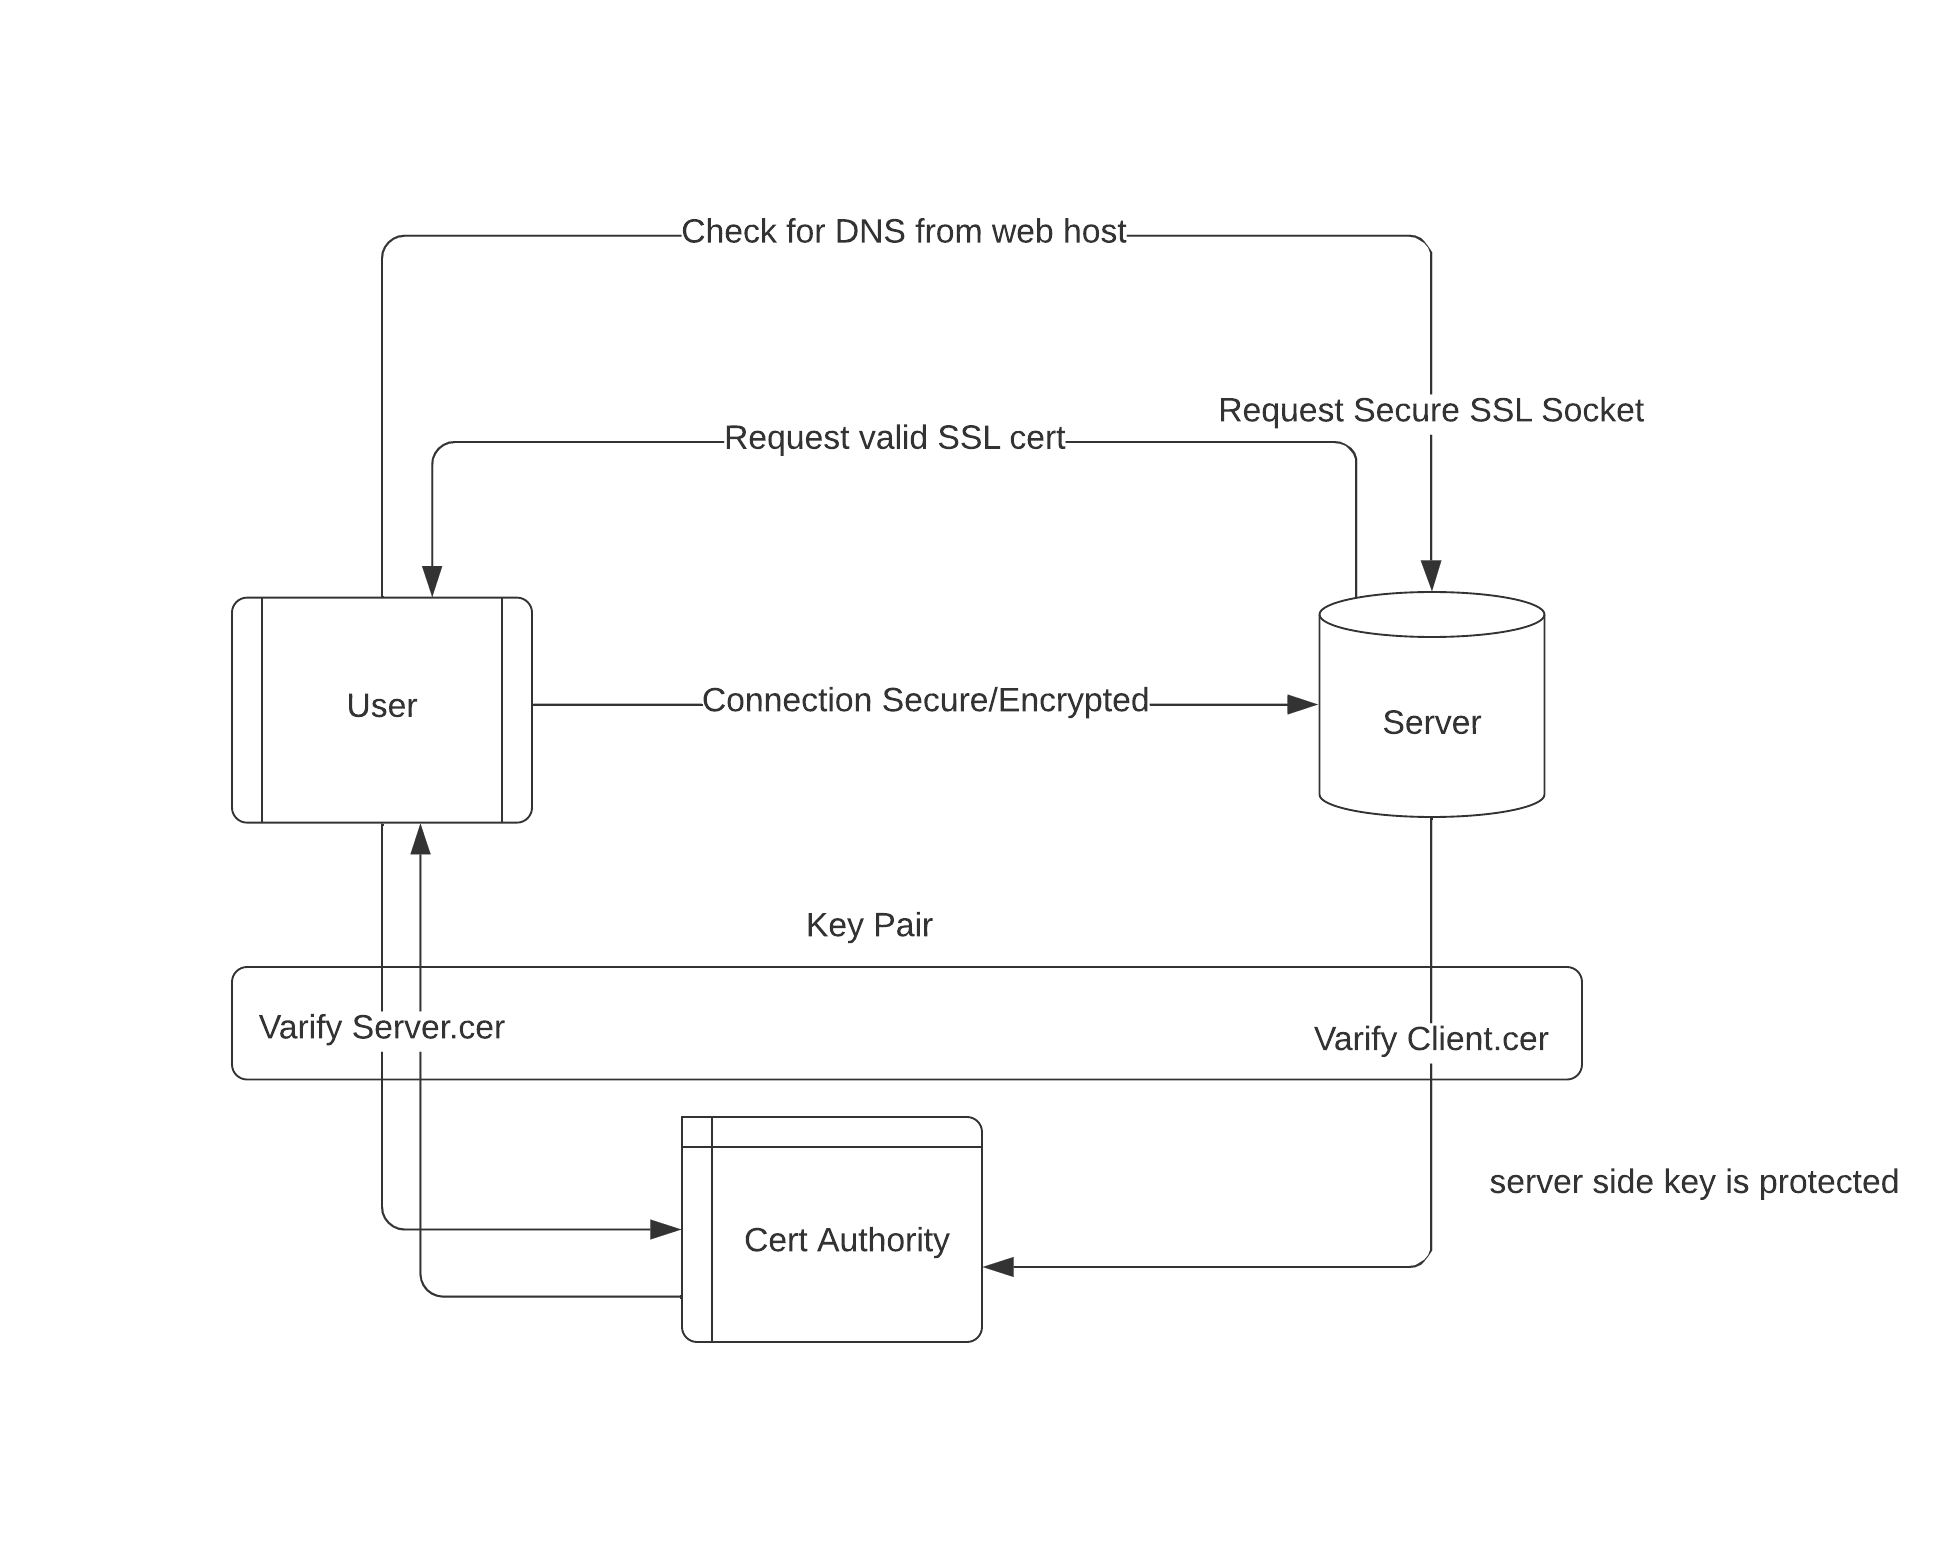 Check for DNS from web host
Request Secure SSL Socket
Request valid SSL cert
Connection Secure/Encrypted
User
Server
Key Pair
Varify Server.cer
Varify Client.cer
server side key is protected
Cert Authority